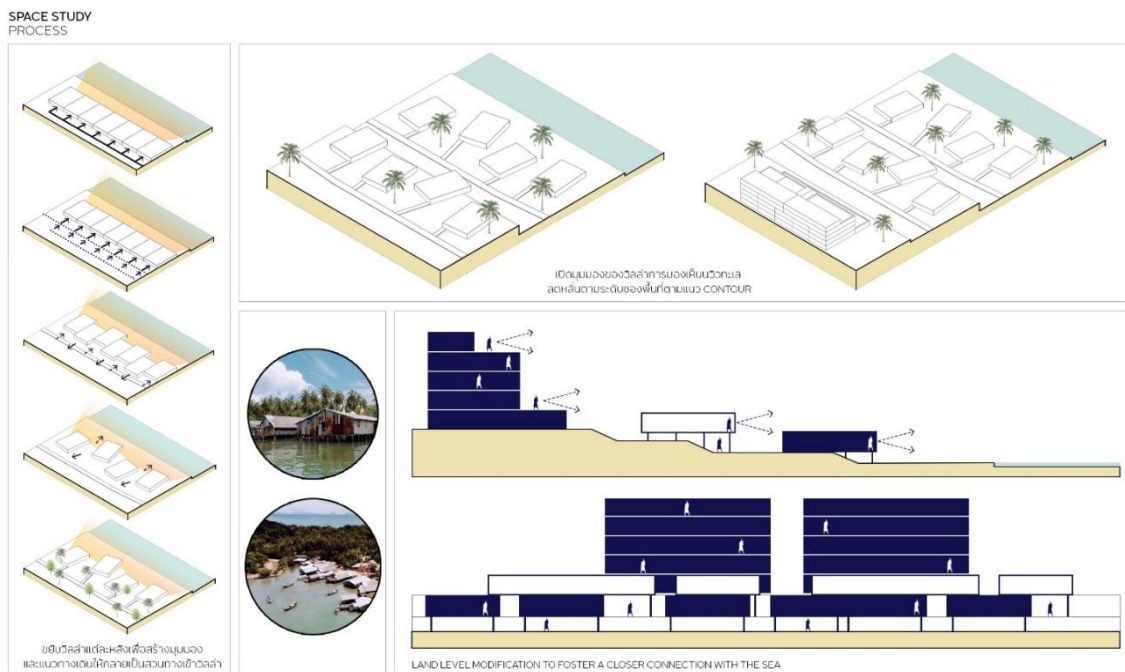 SPACE STUDY
PROCESS
เปิดมุมมองของวิลล่าการมองเห็นนวิวทะเล
ลดหลั่นตามระดับของพื้นที่ตามแนว CONTOUR
ขยับวิลล่าแต่ละหลังเพื่อสร้างมุมมอง
และแนวทางเดินให้กลายเป็นสวนทางเข้าวิลล่า
LAND LEVEL MODIFICATION TO FOSTER A CLOSER CONNECTION WITH THE SEA